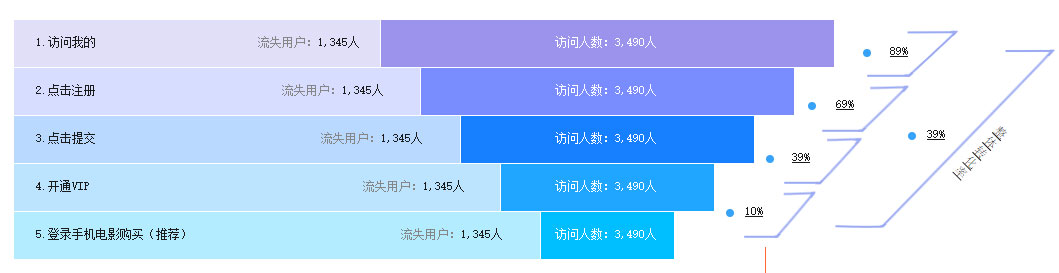 1.访问我的 流失用户：1,345人 访问人数：3,490人 89%
2.点击注册 流失用户：1,345人 访问人数：3,490人 69%
3.点击提交 流失用户：1,345人 访问人数：3,490人 39%
4.开通VIP 流失用户：1,345人 访问人数：3,490人 10%
5.登录手机电影购买（推荐） 流失用户：1,345人 访问人数：3,490人
39%
整体转化率